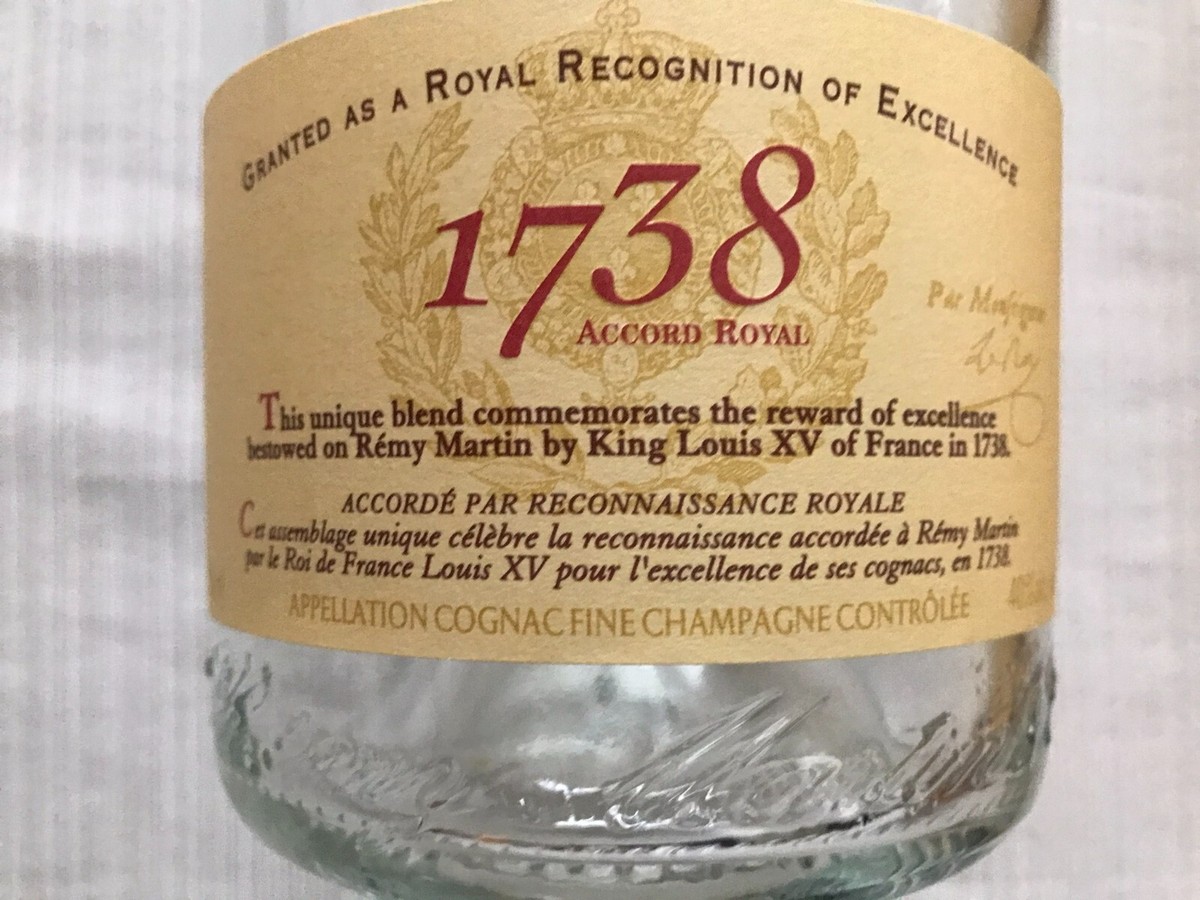 GRANTED AS A ROYAL RECOGNITION OF EXCELLENCE
1738
ACCORD ROYAL
Par Monseigneur
This unique blend commemorates the reward of excellence
bestowed on Rémy Martin by King Louis XV of France in 1738.
ACCORDÉ PAR RECONNAISSANCE ROYALE
Cet assemblage unique célèbre la reconnaissance accordée à Rémy Martin
par le Roi de France Louis XV pour l'excellence de ses cognacs, en 1738.
APPELLATION COGNAC FINE CHAMPAGNE CONTRÔLÉE